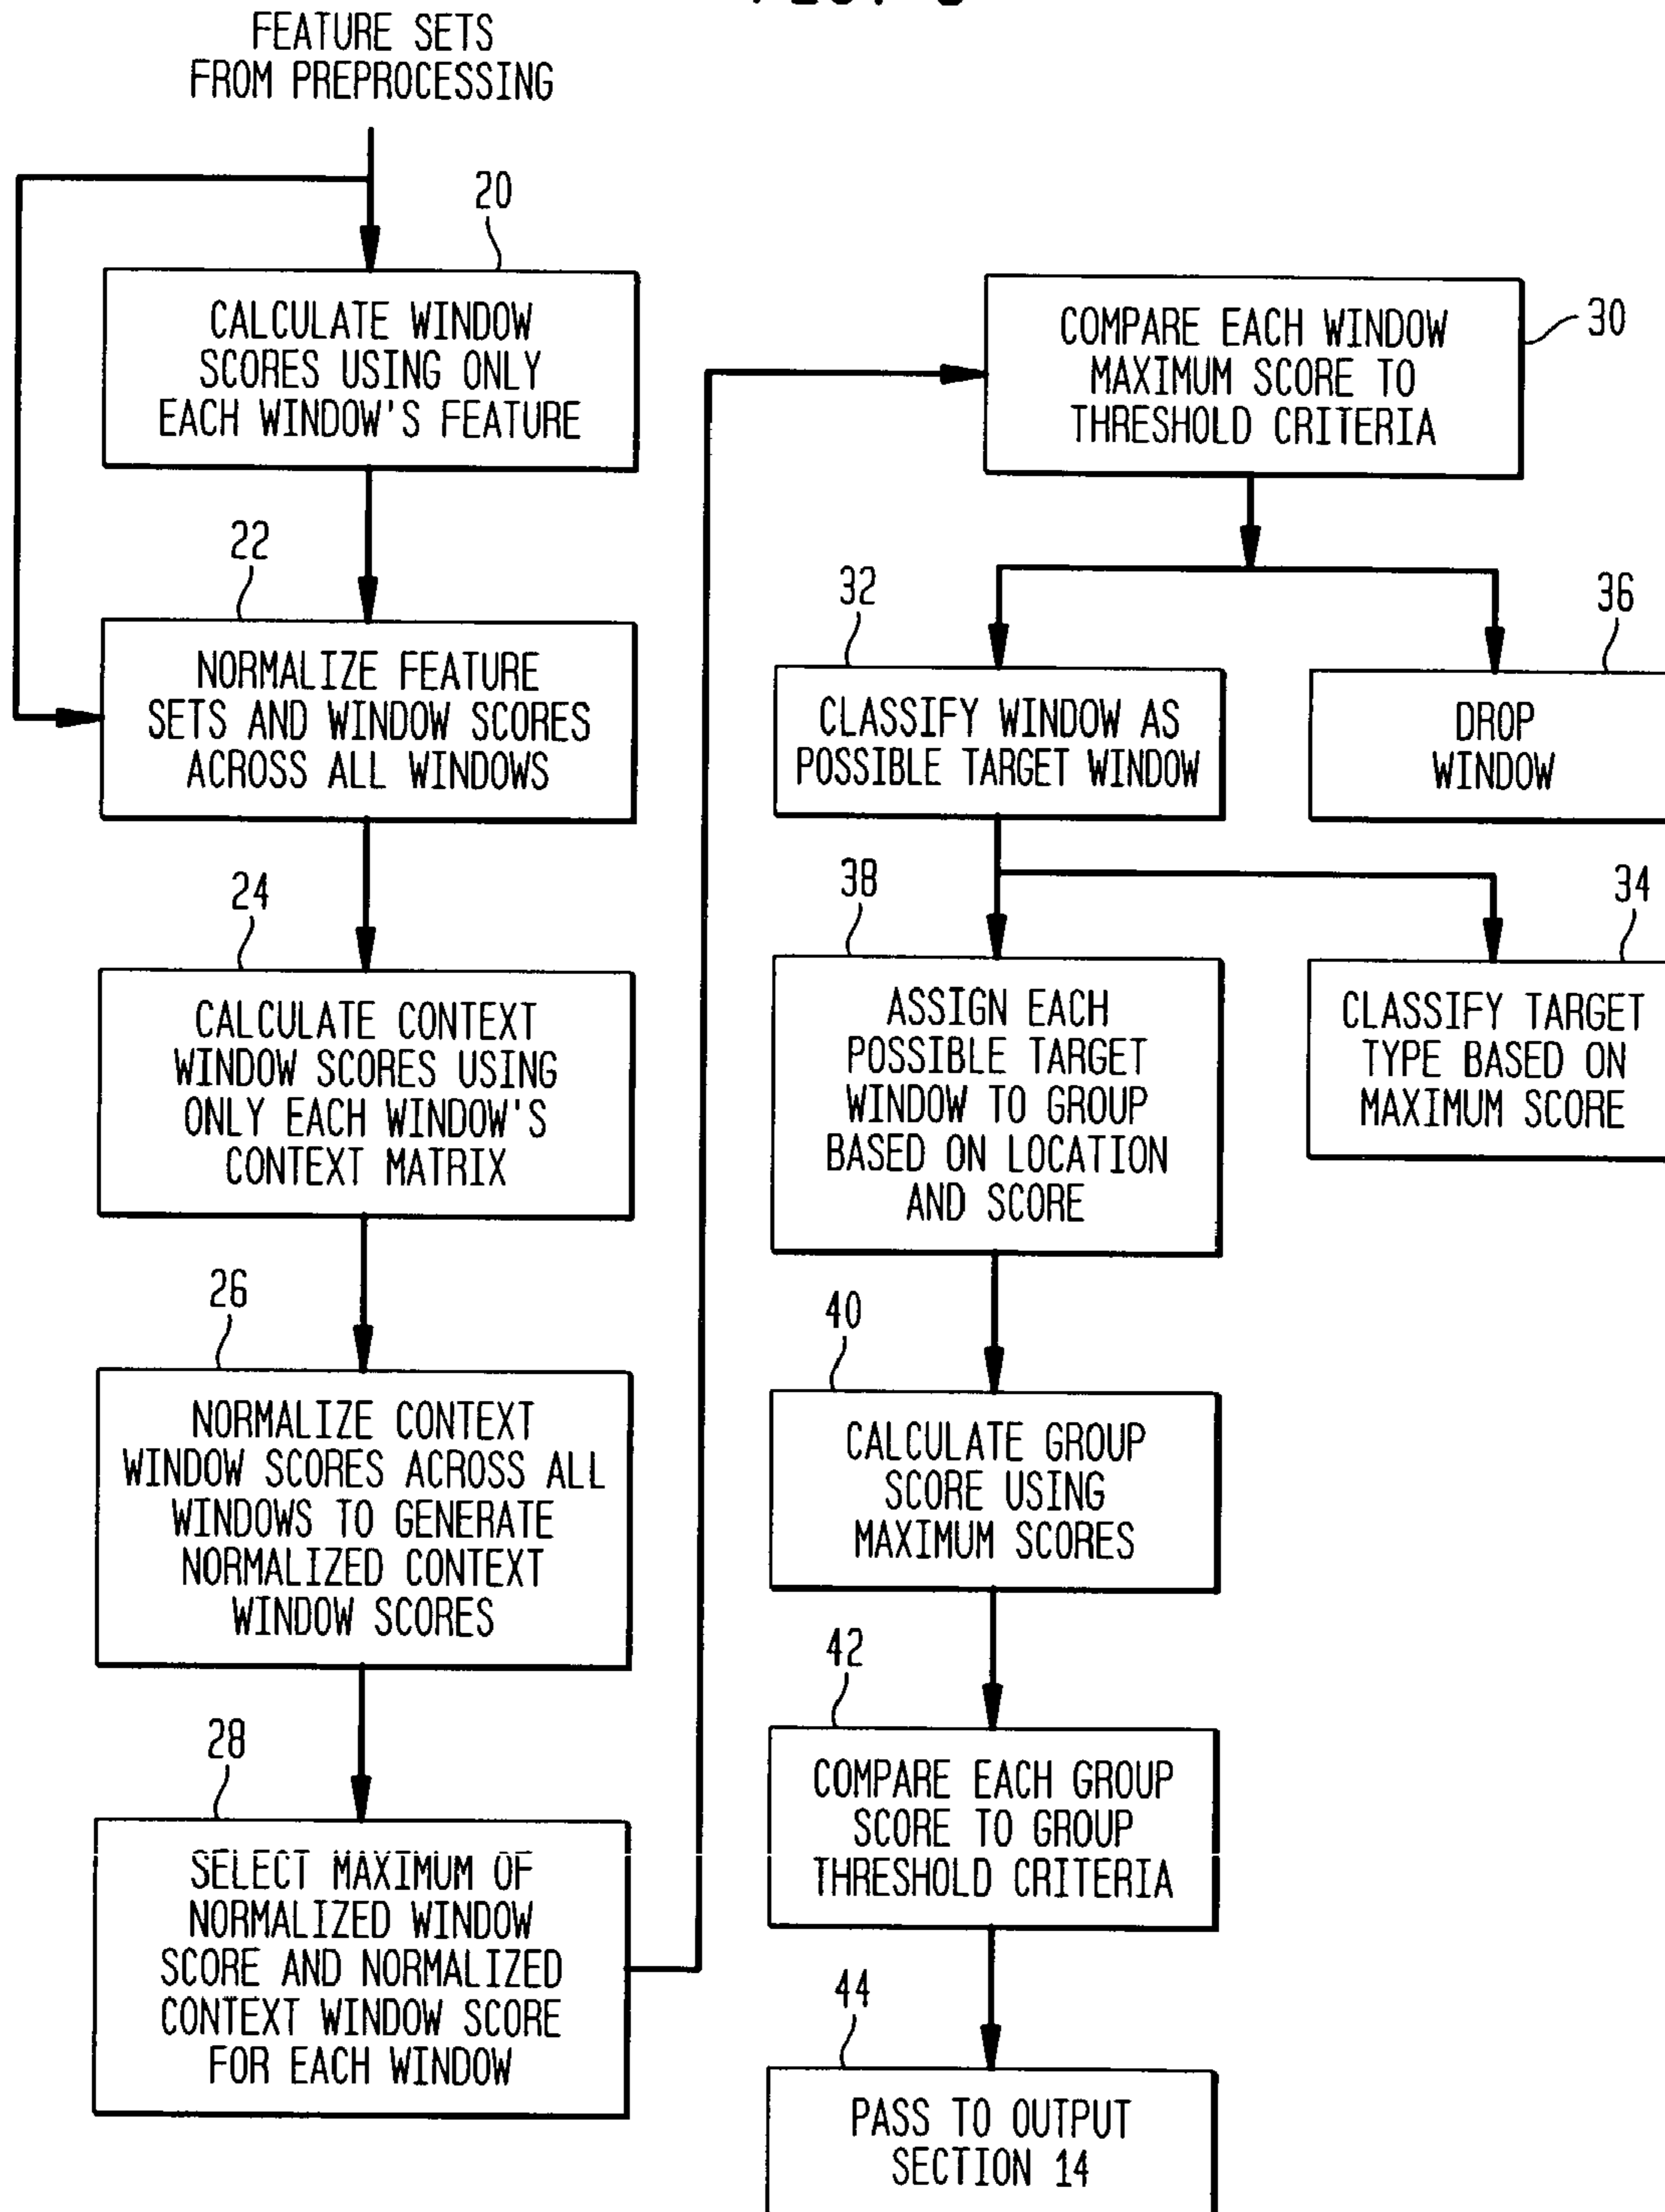 FEATURE SETS
FROM PREPROCESSING
20
CALCULATE WINDOW
SCORES USING ONLY
EACH WINDOW'S FEATURE
22
NORMALIZE FEATURE
SETS AND WINDOW SCORES
ACROSS ALL WINDOWS
24
CALCULATE CONTEXT
WINDOW SCORES USING
ONLY EACH WINDOW'S
CONTEXT MATRIX
26
NORMALIZE CONTEXT
WINDOW SCORES ACROSS ALL
WINDOWS TO GENERATE
NORMALIZED CONTEXT
WINDOW SCORES
28
SELECT MAXIMUM OF
NORMALIZED WINDOW
SCORE AND NORMALIZED
CONTEXT WINDOW SCORE
FOR EACH WINDOW
30
COMPARE EACH WINDOW
MAXIMUM SCORE TO
THRESHOLD CRITERIA
32
CLASSIFY WINDOW AS
POSSIBLE TARGET WINDOW
36
DROP
WINDOW
38
ASSIGN EACH
POSSIBLE TARGET
WINDOW TO GROUP
BASED ON LOCATION
AND SCORE
34
CLASSIFY TARGET
TYPE BASED ON
MAXIMUM SCORE
40
CALCULATE GROUP
SCORE USING
MAXIMUM SCORES
42
COMPARE EACH GROUP
SCORE TO GROUP
THRESHOLD CRITERIA
44
PASS TO OUTPUT
SECTION 14